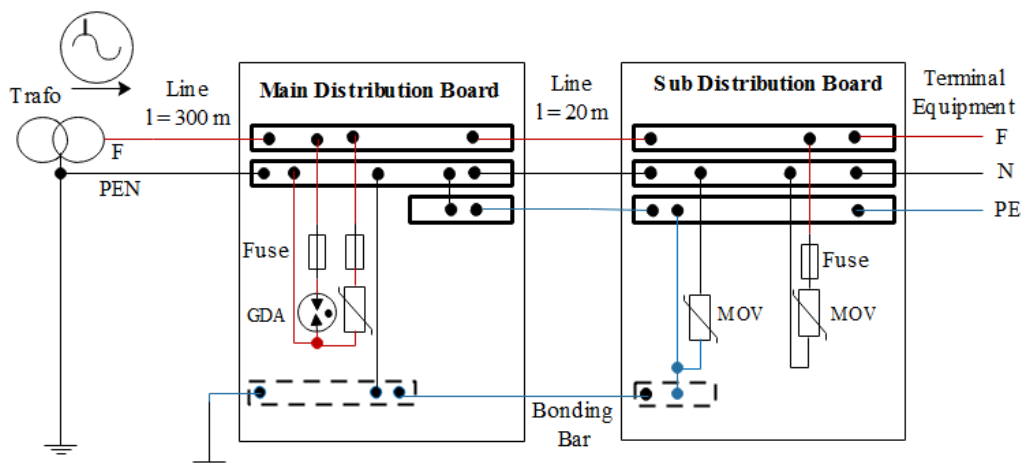 Trafo
Line
l=300 m
F
PEN
Main Distribution Board
Fuse
GDA
Line
l=20 m
Sub Distribution Board
MOV
Fuse
MOV
Bonding
Bar
Terminal
Equipment
F
N
PE